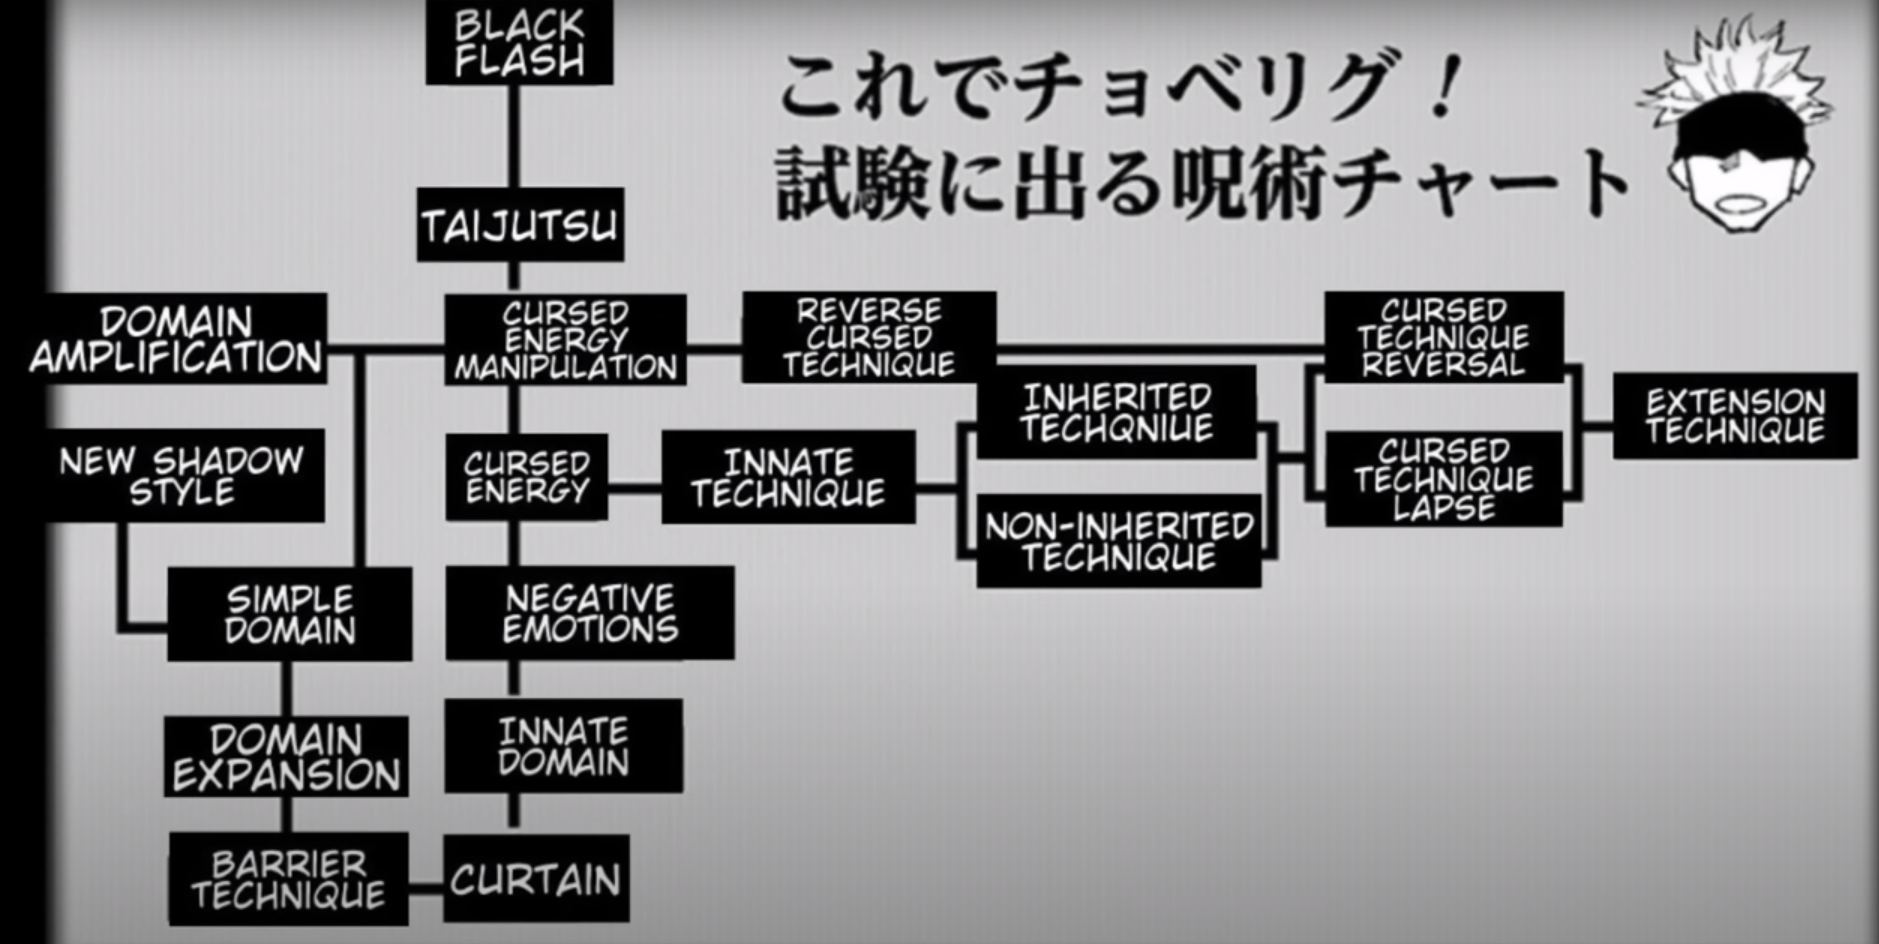 BLACK
FLASH
これでチョベリグ！
試験に出る呪術チャート
TAIJUTSU
DOMAIN
AMPLIFICATION
CURSED
ENERGY
MANIPULATION
REVERSE
CURSED
TECHNIQUE
CURSED
TECHNIQUE
REVERSAL
INHERITED
TECHQNIUE
EXTENSION
TECHNIQUE
NEW SHADOW
STYLE
CURSED
ENERGY
INNATE
TECHNIQUE
CURSED
TECHNIQUE
LAPSE
NON-INHERITED
TECHNIQUE
SIMPLE
DOMAIN
NEGATIVE
EMOTIONS
DOMAIN
EXPANSION
INNATE
DOMAIN
BARRIER
TECHNIQUE
CURTAIN